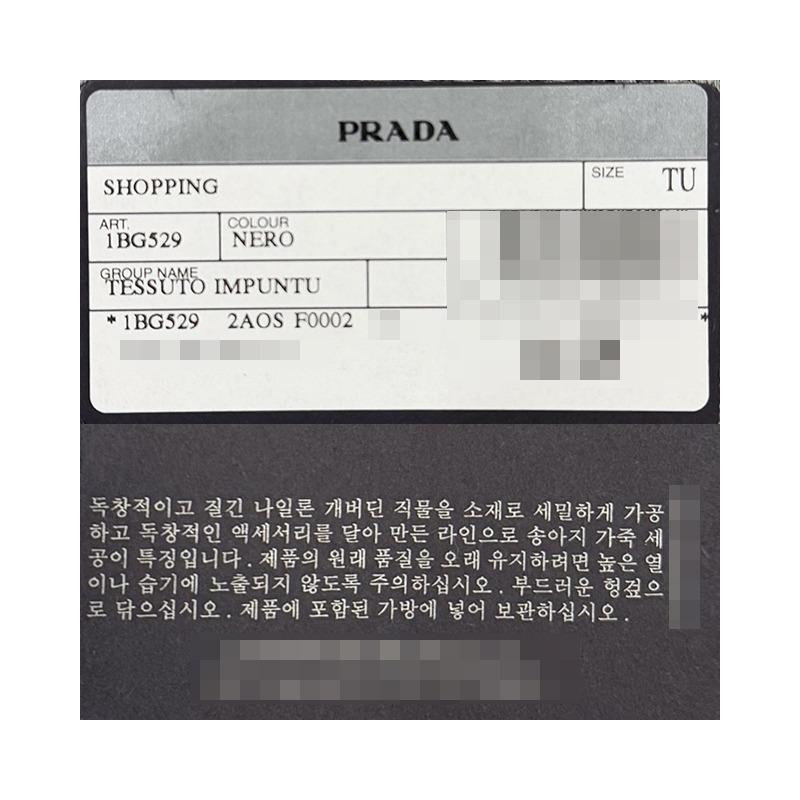 PRADA
SHOPPING
SIZE TU
ART.
1BG529
COLOUR
NERO
GROUP NAME
TESSUTO IMPUNTU
*1BG529 2AOS F0002
*
독창적이고 질긴 나일론 개버딘 직물을 소재로 세밀하게 가공
하고 독창적인 액세서리를 달아 만든 라인으로 송아지 가죽 세
공이 특징입니다. 제품의 원래 품질을 오래 유지하려면 높은 열
이나 습기에 노출되지 않도록 주의하십시오. 부드러운 헝겊으
로 닦으십시오. 제품에 포함된 가방에 넣어 보관하십시오.